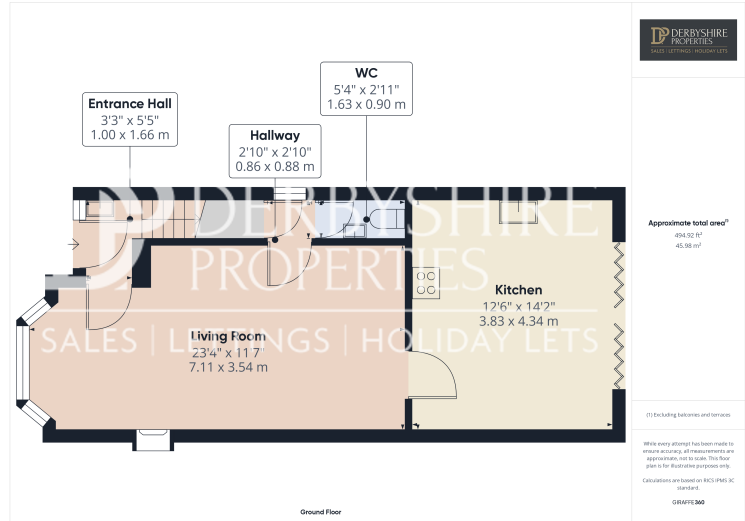 DP DERBYSHIRE
PROPERTIES
SALES | LETTINGS | HOLIDAY LETS
WC
5'4" x 2'11"
1.63 x 0.90 m
Entrance Hall
3'3" x 5'5"
1.00 x 1.66 m
Hallway
2'10" x 2'10"
0.86 x 0.88 m
DERBYSHIRE
PROPERTIES
SALES | LETTINGS | HOLIDAY LETS
Kitchen
12'6" x 14'2"
3.83 x 4.34 m
Living Room
23'4" x 11'7"
7.11 x 3.54 m
Ground Floor
Approximate total area(1)
494.92 ft²
45.98 m²
(1) Excluding balconies and terraces
While every attempt has been made to
ensure accuracy, all measurements are
approximate, not to scale. This floor
plan is for illustrative purposes only.
Calculations are based on RICS IPMS 3C
standard.
GIRAFFE360